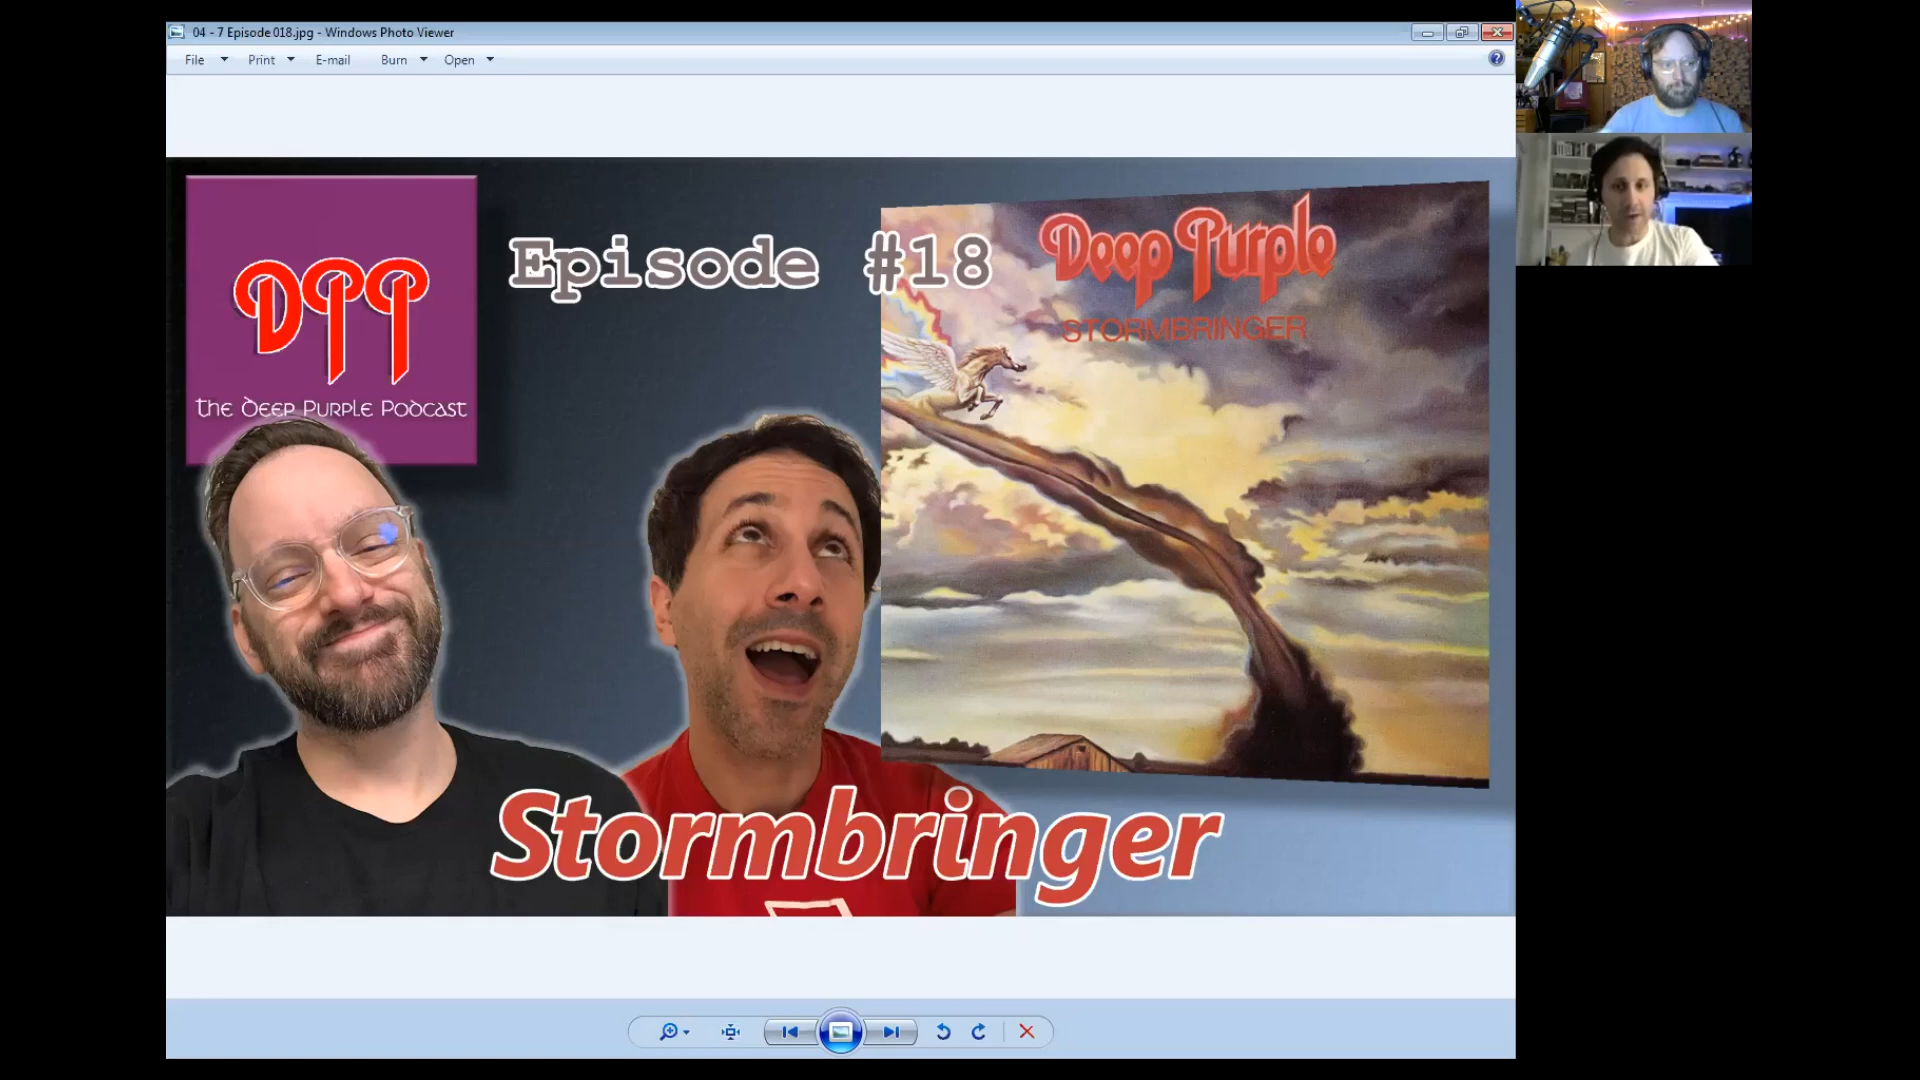 04 - 7 Episode 018.jpg - Windows Photo Viewer
File Print E-mail Burn Open
DPP
The Deep Purple Podcast
Episode #18
Deep Purple
STORMBRINGER
Stormbringer